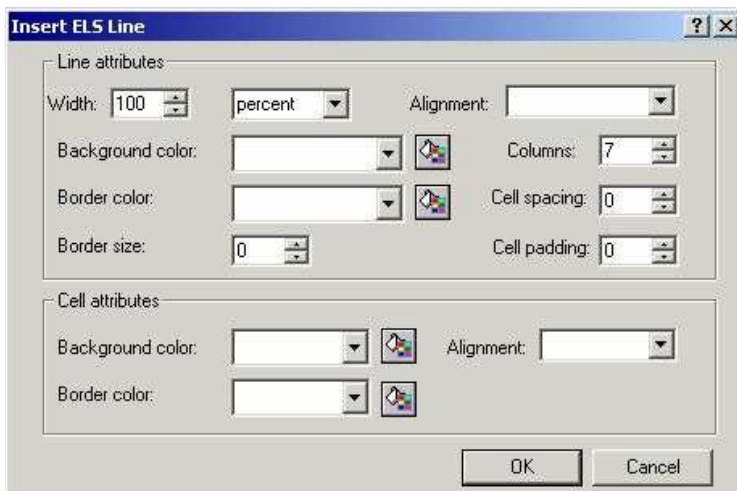 Insert ELS Line
Line attributes
Width: 100 percent Alignment:
Background color: Columns: 7
Border color: Cell spacing: 0
Border size: 0 Cell padding: 0
Cell attributes
Background color: Alignment:
Border color:
OK Cancel